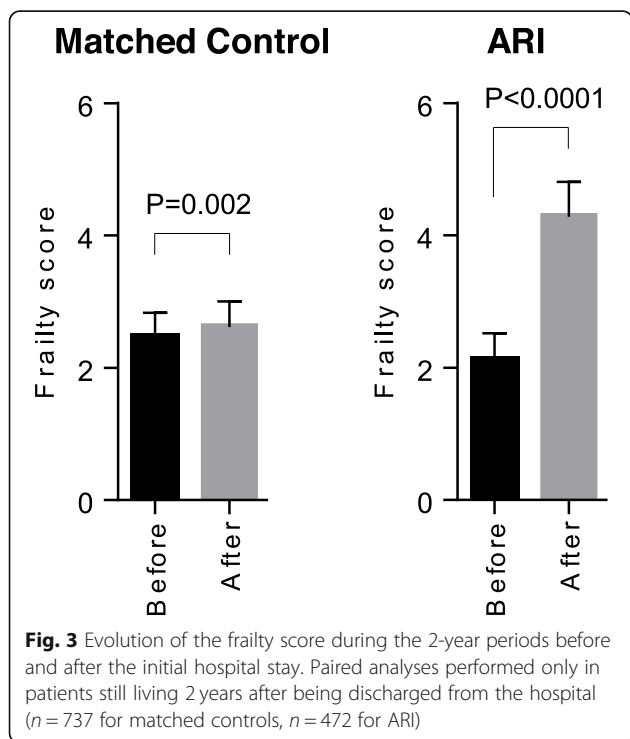 Matched Control
ARI
6
4
2
0
Frailty score
P=0.002
Before
After
6
4
2
0
Frailty score
P<0.0001
Before
After
Fig. 3 Evolution of the frailty score during the 2-year periods before
and after the initial hospital stay. Paired analyses performed only in
patients still living 2 years after being discharged from the hospital
(n = 737 for matched controls, n = 472 for ARI)